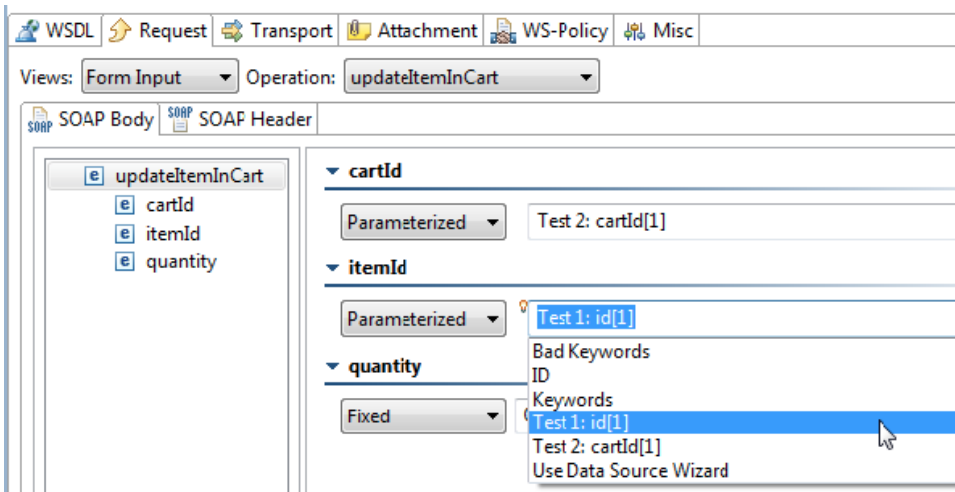 WSDL Request Transport Attachment WS-Policy Misc
Views: Form Input Operation: updateItemInCart
SOAP SOAP Body SOAP SOAP Header
e updateItemInCart
e cartId
e itemId
e quantity
cartId
Parameterized Test 2: cartId[1]
itemId
Parameterized Test 1: id[1]
quantity
Fixed
Bad Keywords
ID
Keywords
Test 1: id[1]
Test 2: cartId[1]
Use Data Source Wizard